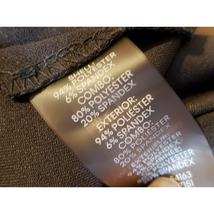 94% POLYESTER
6% SPANDEX
COMBO:
80% POLYESTER
20% SPANDEX
EXTERIOR:
94% POLYESTER
6% SPANDEX
COMBO:
80% POLYESTER
20% SPANDEX